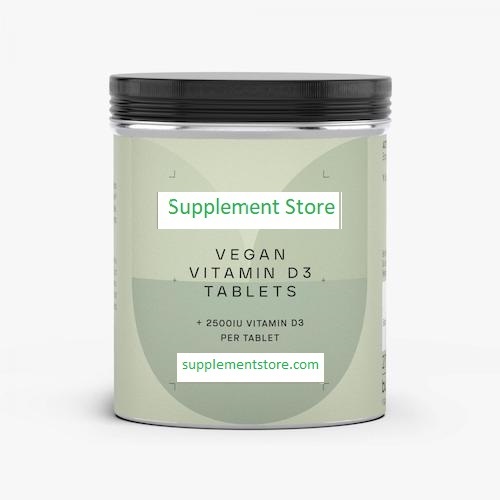 Supplement Store
VEGAN
VITAMIN D3
TABLETS
+ 2500IU VITAMIN D3
PER TABLET
supplementstore.com